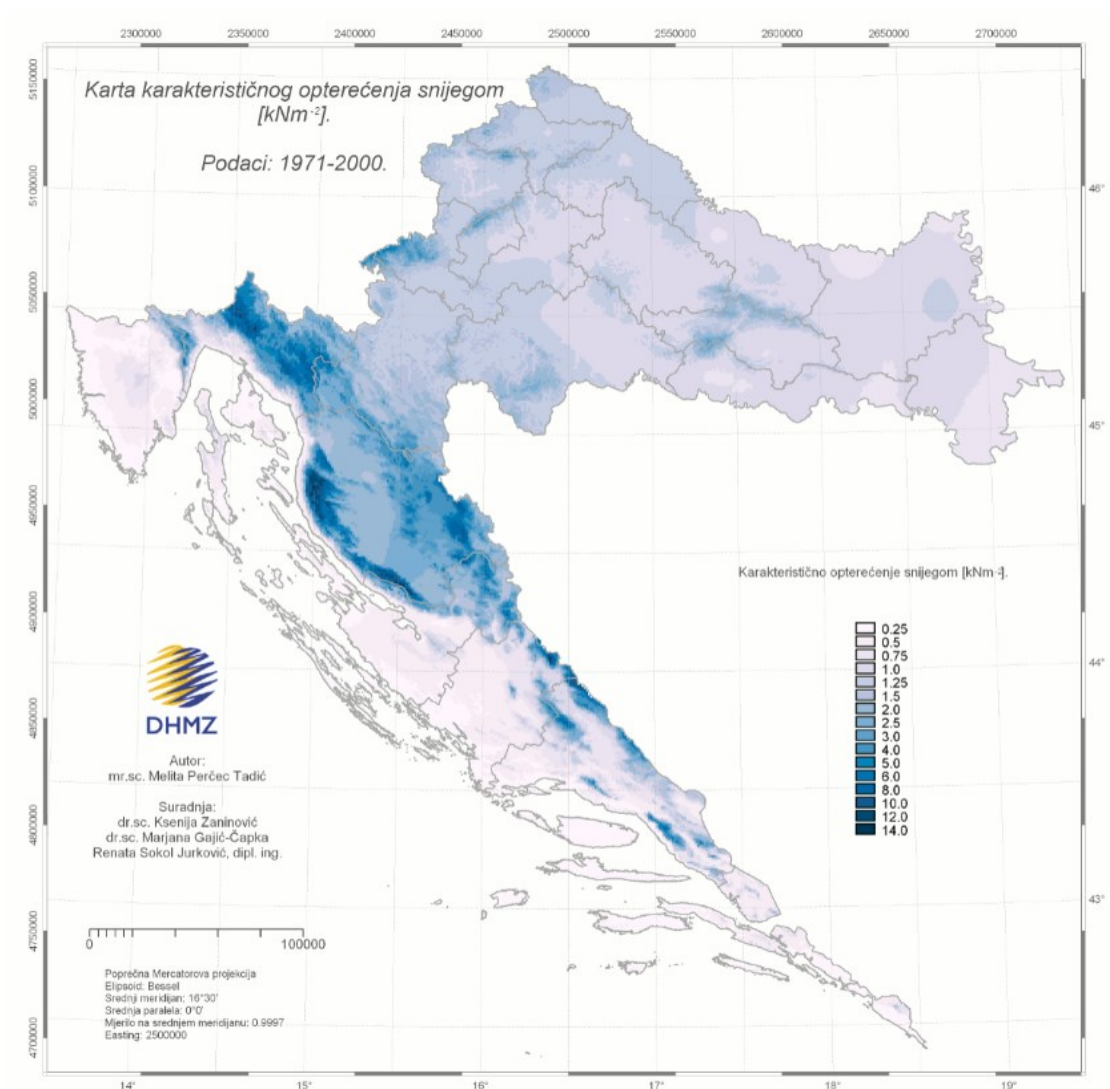 2300000 2350000 2400000 2450000 2500000 2550000 2600000 2650000 2700000
Karta karakterističnog opterećenja snijegom
[kNm⁻²].
Podaci: 1971-2000.
5150000
5100000
5050000
5000000
4950000
4900000
4850000
4800000
4750000
4700000
46°
45°
44°
43°
Karakteristično opterećenje snijegom [kNm⁻²].
0.25
0.5
0.75
1.0
1.25
1.5
2.0
2.5
3.0
4.0
5.0
6.0
8.0
10.0
12.0
14.0
DHMZ
Autor:
mr.sc. Melita Perčec Tadić
Suradnja:
dr.sc. Ksenija Zaninović
dr.sc. Marjana Gajić-Čapka
Renata Sokol Jurković, dipl. ing.
0 100000
Poprečna Mercatorova projekcija
Elipsoid: Bessel
Srednji meridijan: 16°30'
Srednja paralela: 0°0'
Mjerilo na srednjem meridijanu: 0.9997
Easting: 2500000
14° 15° 16° 17° 18° 19°